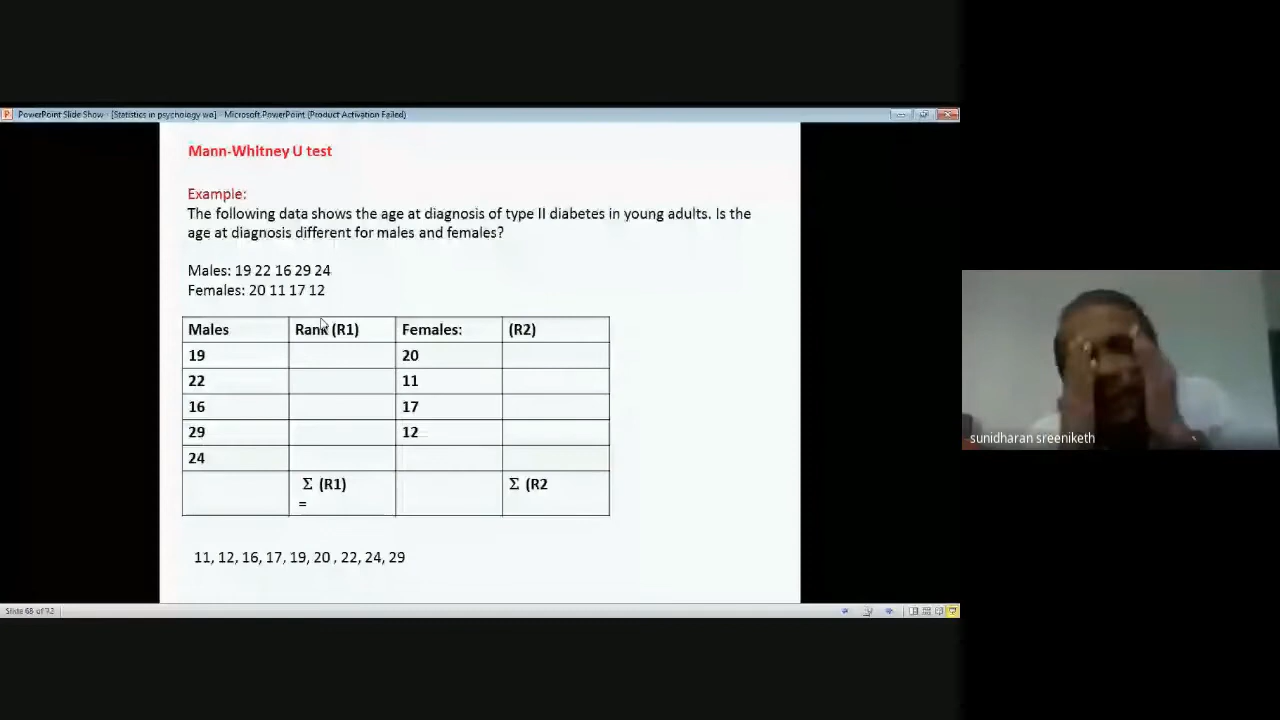 PowerPoint Slide Show - [Statistics in psychology wa] - Microsoft PowerPoint (Product Activation Failed)
Mann-Whitney U test
Example:
The following data shows the age at diagnosis of type II diabetes in young adults. Is the
age at diagnosis different for males and females?
Males: 19 22 16 29 24
Females: 20 11 17 12
Males Rank (R1) Females: (R2)
19 20
22 11
16 17
29 12
24
Σ (R1) Σ (R2
=
11, 12, 16, 17, 19, 20 , 22, 24, 29
Slide 68 of 72
sunidharan sreeniketh